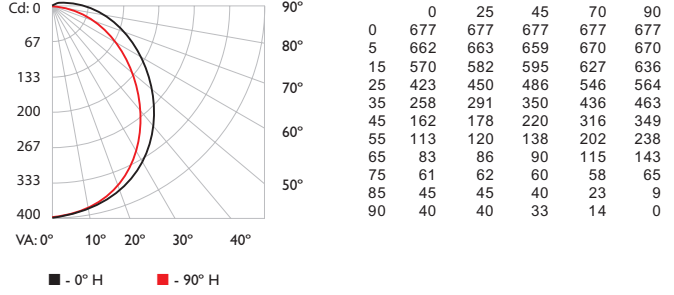 Cd: 0
67
133
200
267
333
400
VA: 0° 10° 20° 30° 40°
90°
80°
70°
60°
50°
- 0° H - 90° H
0 25 45 70 90
0 677 677 677 677 677
5 662 663 659 670 670
15 570 582 595 627 636
25 423 450 486 546 564
35 258 291 350 436 463
45 162 178 220 316 349
55 113 120 138 202 238
65 83 86 90 115 143
75 61 62 60 58 65
85 45 45 40 23 9
90 40 40 33 14 0